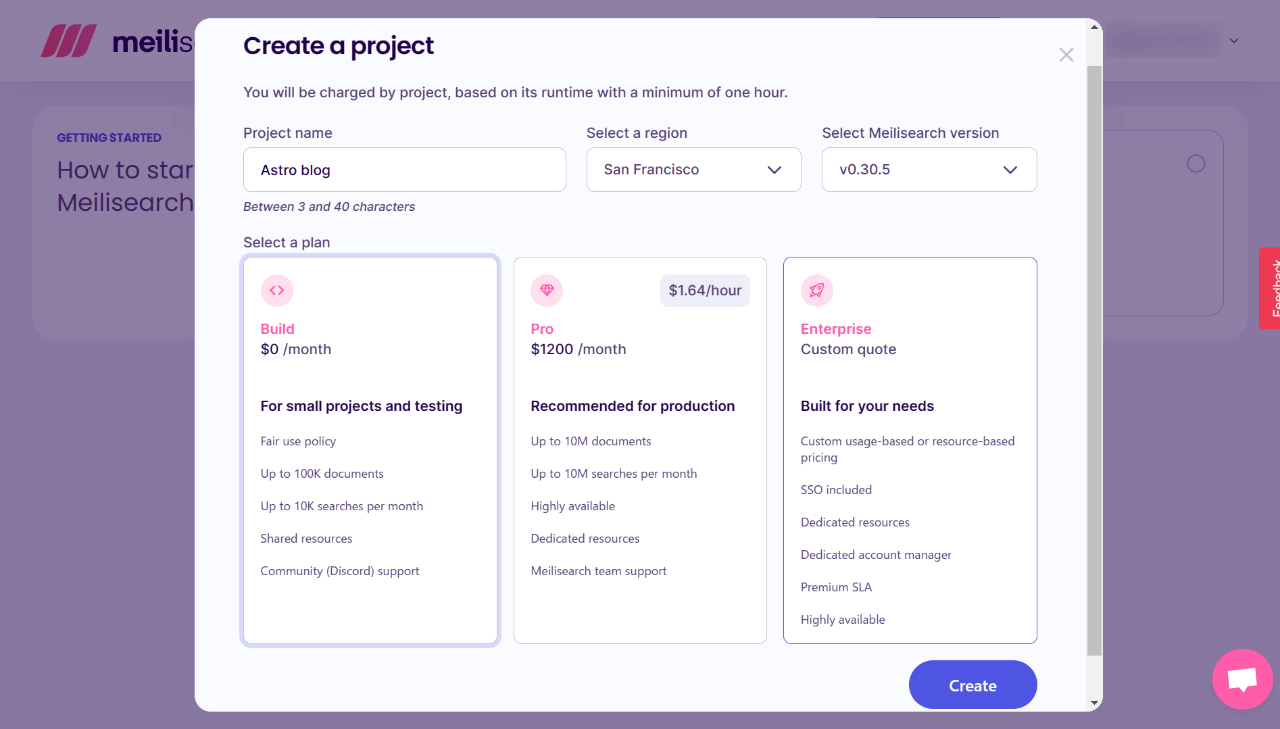 meilis
Create a project
You will be charged by project, based on its runtime with a minimum of one hour.
Project name
Select a region
Select Meilisearch version
Astro blog
San Francisco
v0.30.5
Between 3 and 40 characters
GETTING STARTED
How to star
Meilisearch
Select a plan
Build
$0 /month
For small projects and testing
Fair use policy
Up to 100K documents
Up to 10K searches per month
Shared resources
Community (Discord) support
$1.64/hour
Pro
$1200 /month
Recommended for production
Up to 10M documents
Up to 10M searches per month
Highly available
Dedicated resources
Meilisearch team support
Enterprise
Custom quote
Built for your needs
Custom usage-based or resource-based
pricing
SSO included
Dedicated resources
Dedicated account manager
Premium SLA
Highly available
Create
Feedback